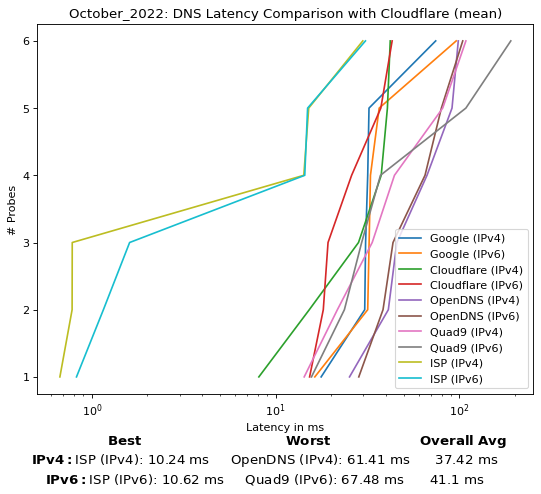 October_2022: DNS Latency Comparison with Cloudflare (mean)
# Probes
6
5
4
3
2
1
Google (IPv4)
Google (IPv6)
Cloudflare (IPv4)
Cloudflare (IPv6)
OpenDNS (IPv4)
OpenDNS (IPv6)
Quad9 (IPv4)
Quad9 (IPv6)
ISP (IPv4)
ISP (IPv6)
10⁰ 10¹ 10²
Latency in ms
Best Worst Overall Avg
IPv4: ISP (IPv4): 10.24 ms OpenDNS (IPv4): 61.41 ms 37.42 ms
IPv6: ISP (IPv6): 10.62 ms Quad9 (IPv6): 67.48 ms 41.1 ms